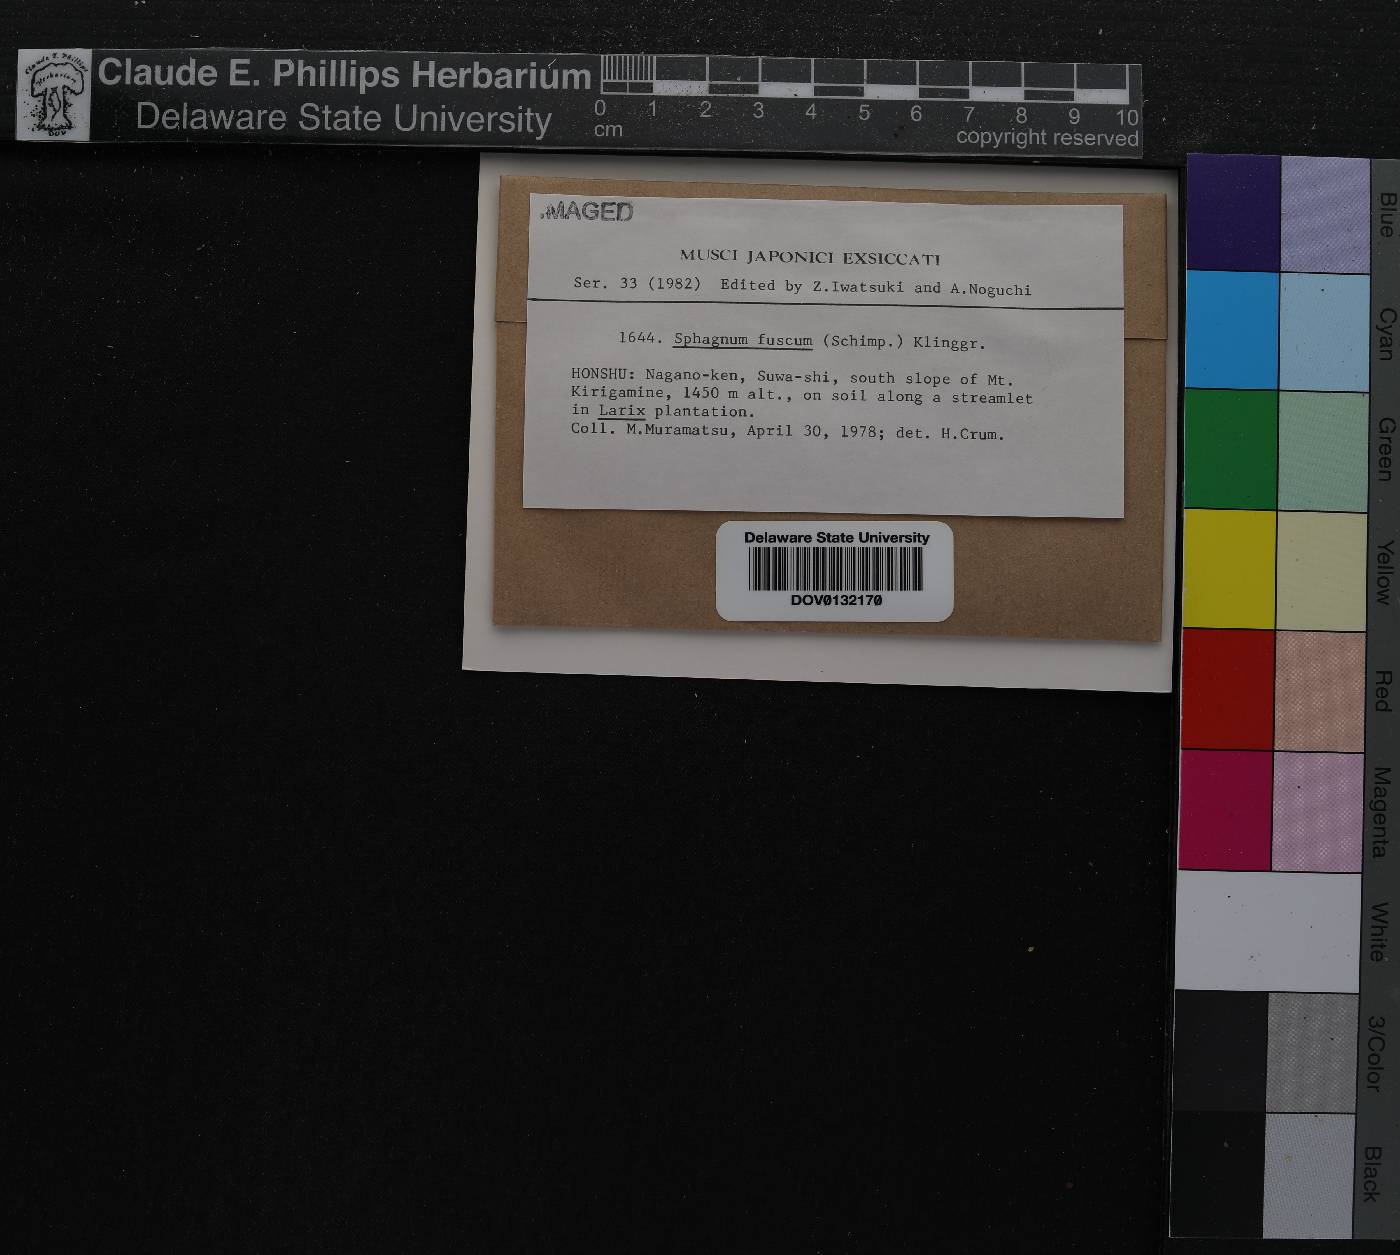 Claude E. Phillips Herbarium
Delaware State University
0 1 2 3 4 5 6 7 8 9 10
cm
copyright reserved
MAGED
MUSCI JAPONICI EXSICCATI
Ser. 33 (1982) Edited by Z.Iwatsuki and A.Noguchi
1644. Sphagnum fuscum (Schimp.) Klinggr.
HONSHU: Nagano-ken, Suwa-shi, south slope of Mt.
Kirigamine, 1450 m alt., on soil along a streamlet
in Larix plantation.
Coll. M.Muramatsu, April 30, 1978; det. H.Crum.
Delaware State University
DOV0132170
Blue
Cyan
Green
Yellow
Red
Magenta
White
3/Color
Black